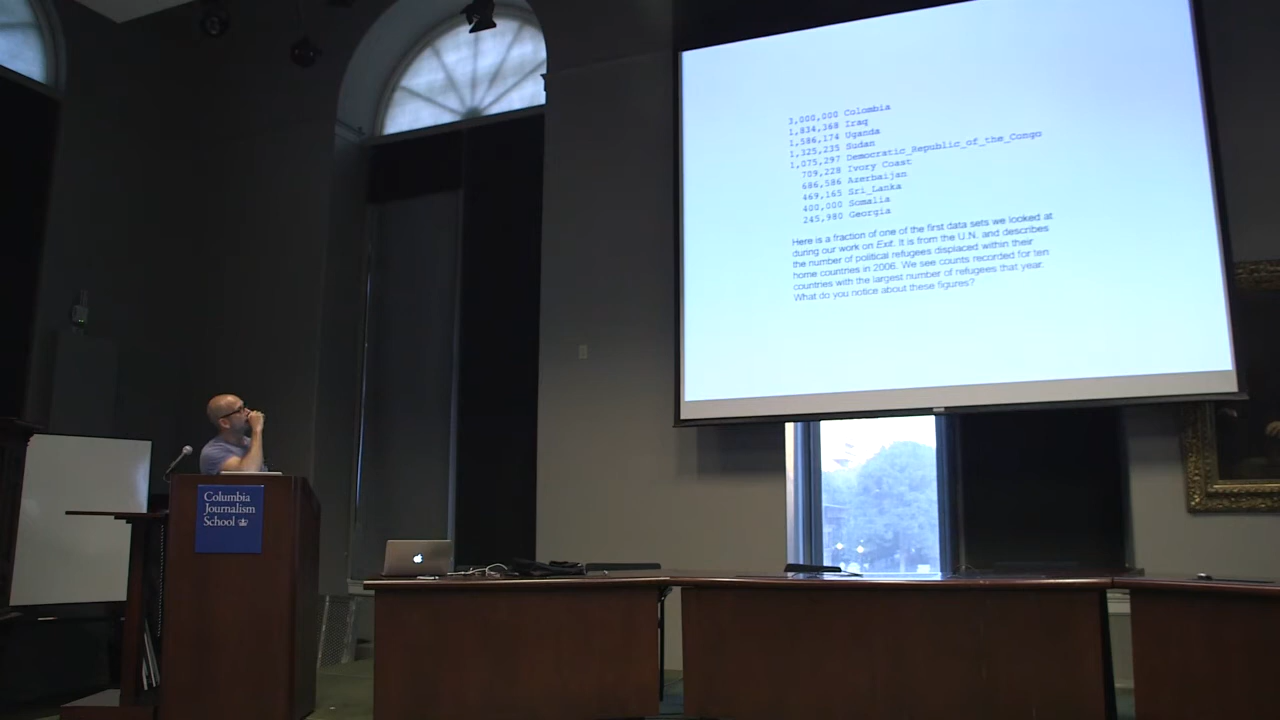 3,000,000 Colombia
1,834,368 Iraq
1,586,174 Uganda
1,325,235 Sudan
1,075,297 Democratic_Republic_of_the_Congo
709,228 Ivory Coast
686,586 Azerbaijan
469,165 Sri_Lanka
400,000 Somalia
245,980 Georgia
Here is a fraction of one of the first data sets we looked at
during our work on Exit. It is from the U.N. and describes
the number of political refugees displaced within their
home countries in 2006. We see counts recorded for ten
countries with the largest number of refugees that year.
What do you notice about these figures?
Columbia
Journalism
School